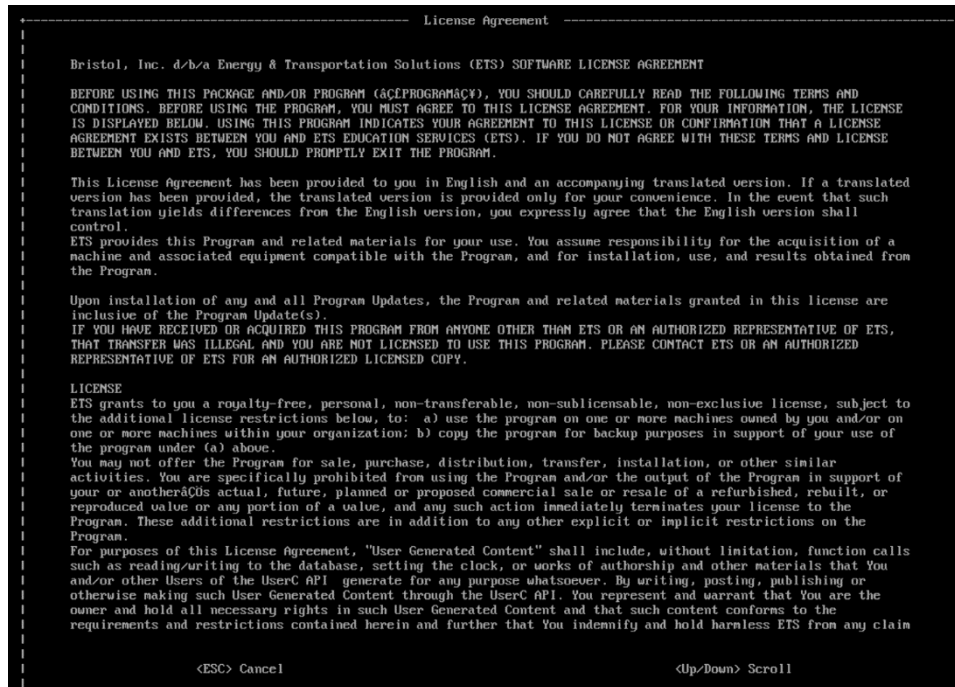 License Agreement
Bristol, Inc. d/b/a Energy & Transportation Solutions (ETS) SOFTWARE LICENSE AGREEMENT
BEFORE USING THIS PACKAGE AND/OR PROGRAM (âÇ£PROGRAMâÇ¥), YOU SHOULD CAREFULLY READ THE FOLLOWING TERMS AND
CONDITIONS. BEFORE USING THE PROGRAM, YOU MUST AGREE TO THIS LICENSE AGREEMENT. FOR YOUR INFORMATION, THE LICENSE
IS DISPLAYED BELOW. USING THIS PROGRAM INDICATES YOUR AGREEMENT TO THIS LICENSE OR CONFIRMATION THAT A LICENSE
AGREEMENT EXISTS BETWEEN YOU AND ETS EDUCATION SERVICES (ETS). IF YOU DO NOT AGREE WITH THESE TERMS AND LICENSE
BETWEEN YOU AND ETS, YOU SHOULD PROMPTLY EXIT THE PROGRAM.
This License Agreement has been provided to you in English and an accompanying translated version. If a translated
version has been provided, the translated version is provided only for your convenience. In the event that such
translation yields differences from the English version, you expressly agree that the English version shall
control.
ETS provides this Program and related materials for your use. You assume responsibility for the acquisition of a
machine and associated equipment compatible with the Program, and for installation, use, and results obtained from
the Program.
Upon installation of any and all Program Updates, the Program and related materials granted in this license are
inclusive of the Program Update(s).
IF YOU HAVE RECEIVED OR ACQUIRED THIS PROGRAM FROM ANYONE OTHER THAN ETS OR AN AUTHORIZED REPRESENTATIVE OF ETS,
THAT TRANSFER WAS ILLEGAL AND YOU ARE NOT LICENSED TO USE THIS PROGRAM. PLEASE CONTACT ETS OR AN AUTHORIZED
REPRESENTATIVE OF ETS FOR AN AUTHORIZED LICENSED COPY.
LICENSE
ETS grants to you a royalty-free, personal, non-transferable, non-sublicensable, non-exclusive license, subject to
the additional license restrictions below, to:  a) use the program on one or more machines owned by you and/or on
one or more machines within your organization; b) copy the program for backup purposes in support of your use of
the program under (a) above.
You may not offer the Program for sale, purchase, distribution, transfer, installation, or other similar
activities. You are specifically prohibited from using the Program and/or the output of the Program in support of
your or anotherâÇÖs actual, future, planned or proposed commercial sale or resale of a refurbished, rebuilt, or
reproduced valve or any portion of a valve, and any such action immediately terminates your license to the
Program. These additional restrictions are in addition to any other explicit or implicit restrictions on the
Program.
For purposes of this License Agreement, "User Generated Content" shall include, without limitation, function calls
such as reading/writing to the database, setting the clock, or works of authorship and other materials that You
and/or other Users of the UserC API  generate for any purpose whatsoever. By writing, posting, publishing or
otherwise making such User Generated Content through the UserC API. You represent and warrant that You are the
owner and hold all necessary rights in such User Generated Content and that such content conforms to the
requirements and restrictions contained herein and further that You indemnify and hold harmless ETS from any claim
<ESC> Cancel
<Up/Down> Scroll